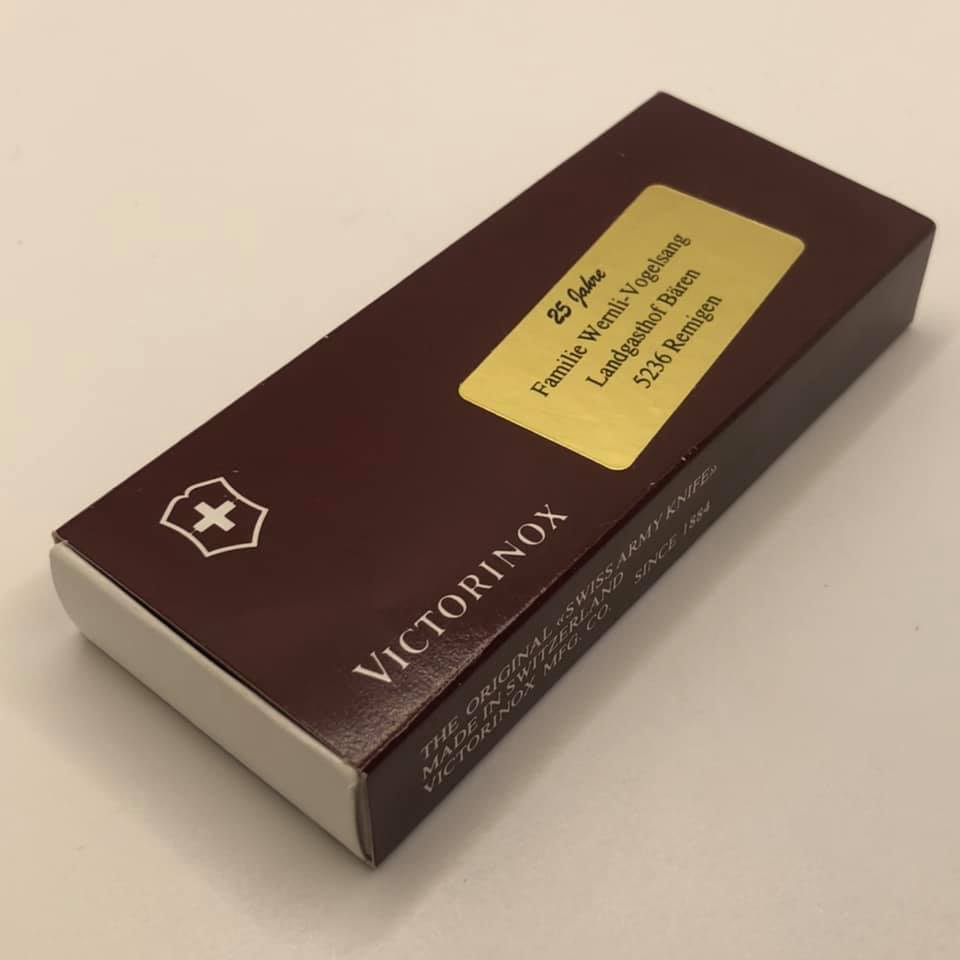 25 Jahre
Familie Wernli-Vogelsang
Landgasthof Bären
5236 Remigen
VICTORINOX
THE ORIGINAL «SWISS ARMY KNIFE»
MADE IN SWITZERLAND SINCE 1884
VICTORINOX MFG. CO.